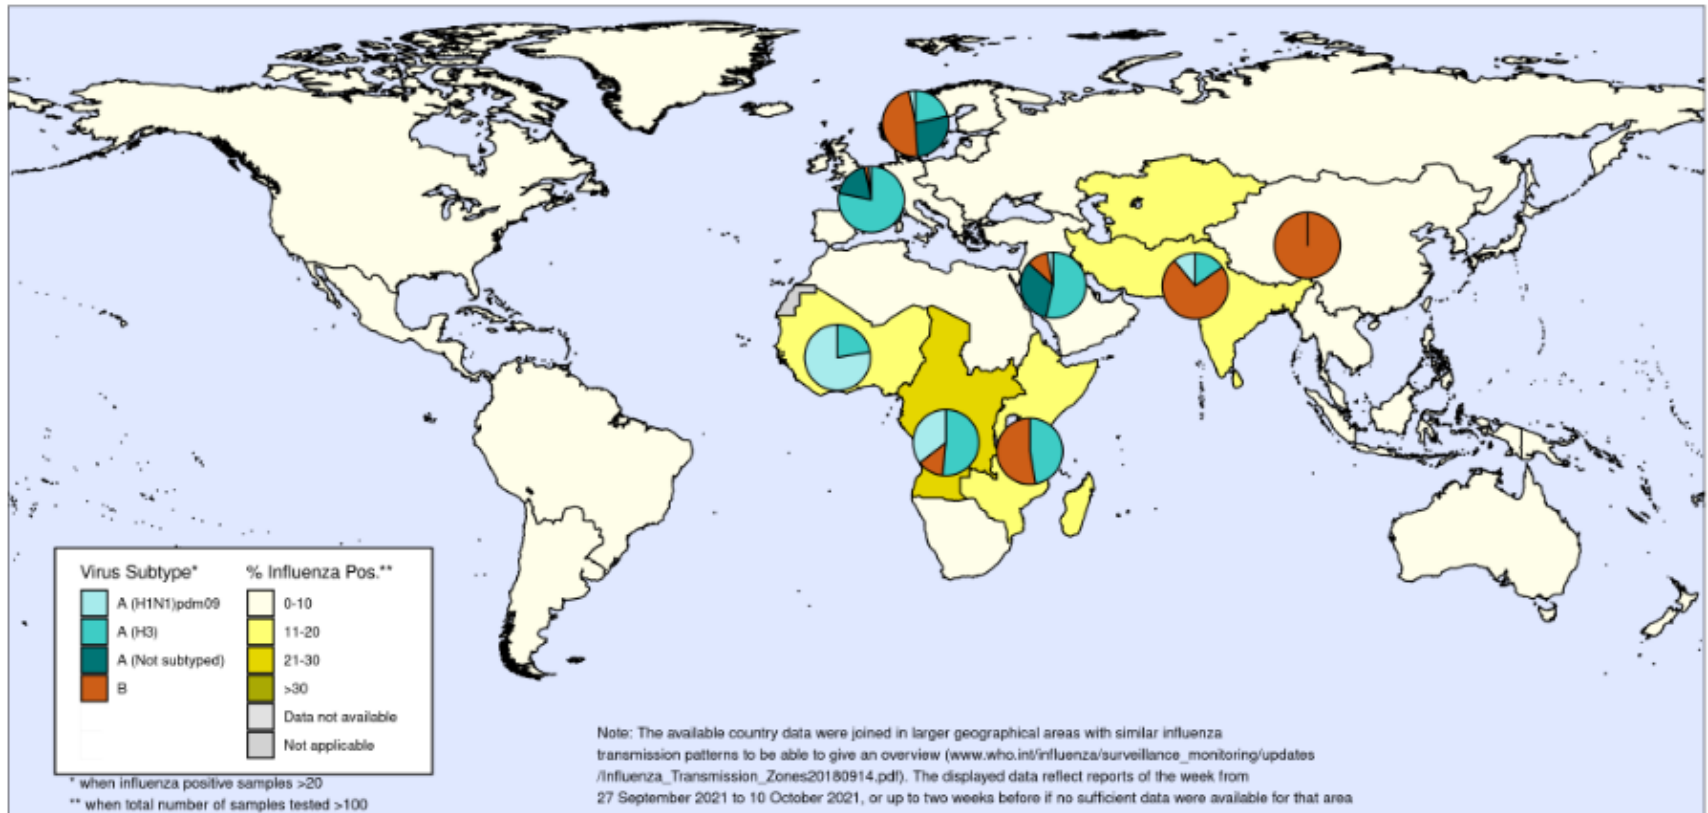 Virus Subtype*
A (H1N1)pdm09
A (H3)
A (Not subtyped)
B
% Influenza Pos.**
0-10
11-20
21-30
>30
Data not available
Not applicable
* when influenza positive samples >20
** when total number of samples tested >100
Note: The available country data were joined in larger geographical areas with similar influenza
transmission patterns to be able to give an overview (www.who.int/influenza/surveillance_monitoring/updates
/Influenza_Transmission_Zones20180914.pdf). The displayed data reflect reports of the week from
27 September 2021 to 10 October 2021, or up to two weeks before if no sufficient data were available for that area